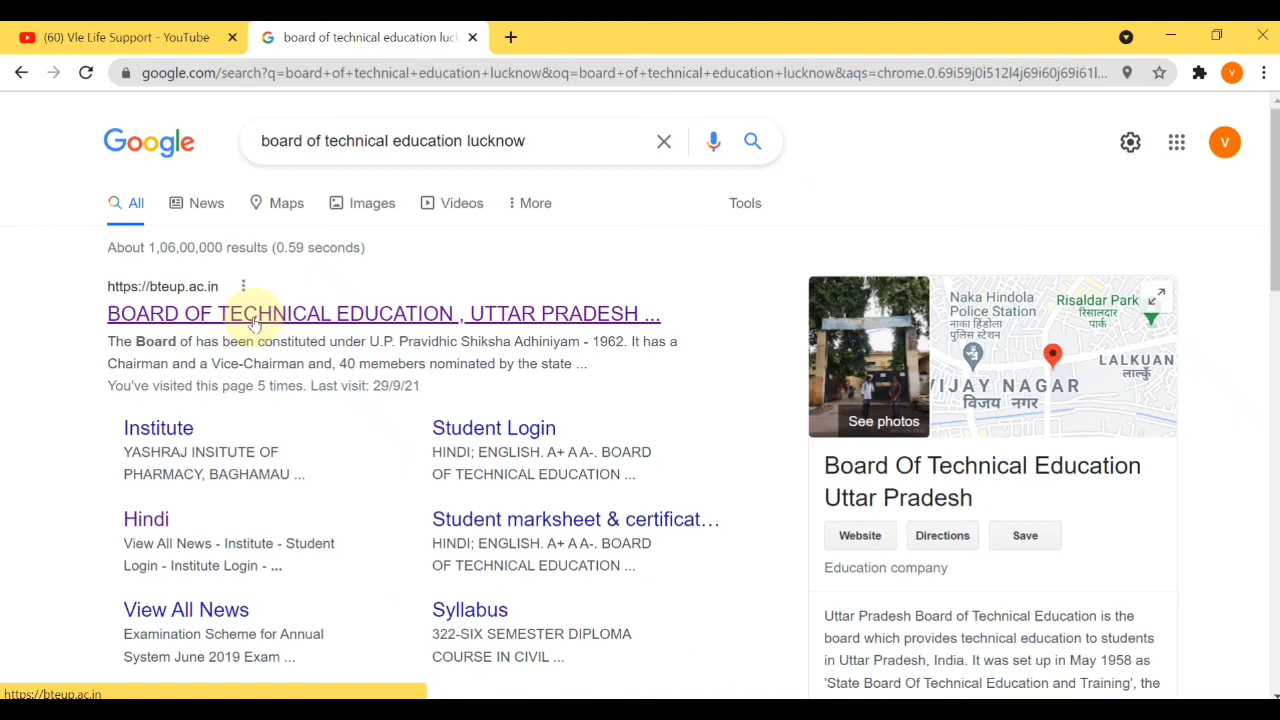 (60) Vle Life Support - YouTube
board of technical education luc
google.com/search?q=board+of+technical+education+lucknow&oq=board+of+technical+education+lucknow&aqs=chrome.0.69i59j0i512l4j69i60j69i61l...
V
Google
board of technical education lucknow
V
All
News
Maps
Images
Videos
More
Tools
About 1,06,00,000 results (0.59 seconds)
https://bteup.ac.in
BOARD OF TECHNICAL EDUCATION , UTTAR PRADESH ...
The Board of has been constituted under U.P. Pravidhic Shiksha Adhiniyam - 1962. It has a
Chairman and a Vice-Chairman and, 40 memebers nominated by the state ...
You've visited this page 5 times. Last visit: 29/9/21
Institute
YASHRAJ INSITUTE OF
PHARMACY, BAGHAMAU ...
Student Login
HINDI; ENGLISH. A+ A A-. BOARD
OF TECHNICAL EDUCATION ...
Hindi
View All News - Institute - Student
Login - Institute Login - ...
Student marksheet & certificat...
HINDI; ENGLISH. A+ A A-. BOARD
OF TECHNICAL EDUCATION ...
View All News
Examination Scheme for Annual
System June 2019 Exam ...
Syllabus
322-SIX SEMESTER DIPLOMA
COURSE IN CIVIL ...
See photos
Naka Hindola
Police Station
नाका हिंडोला
पुलिस स्टेशन
Risaldar Park
रिसालदार
पार्क
LALKUAN
लालकुँ
VIJAY NAGAR
विजय नगर
Board Of Technical Education
Uttar Pradesh
Website
Directions
Save
Education company
Uttar Pradesh Board of Technical Education is the
board which provides technical education to students
in Uttar Pradesh, India. It was set up in May 1958 as
'State Board Of Technical Education and Training', the
https://bteup.ac.in